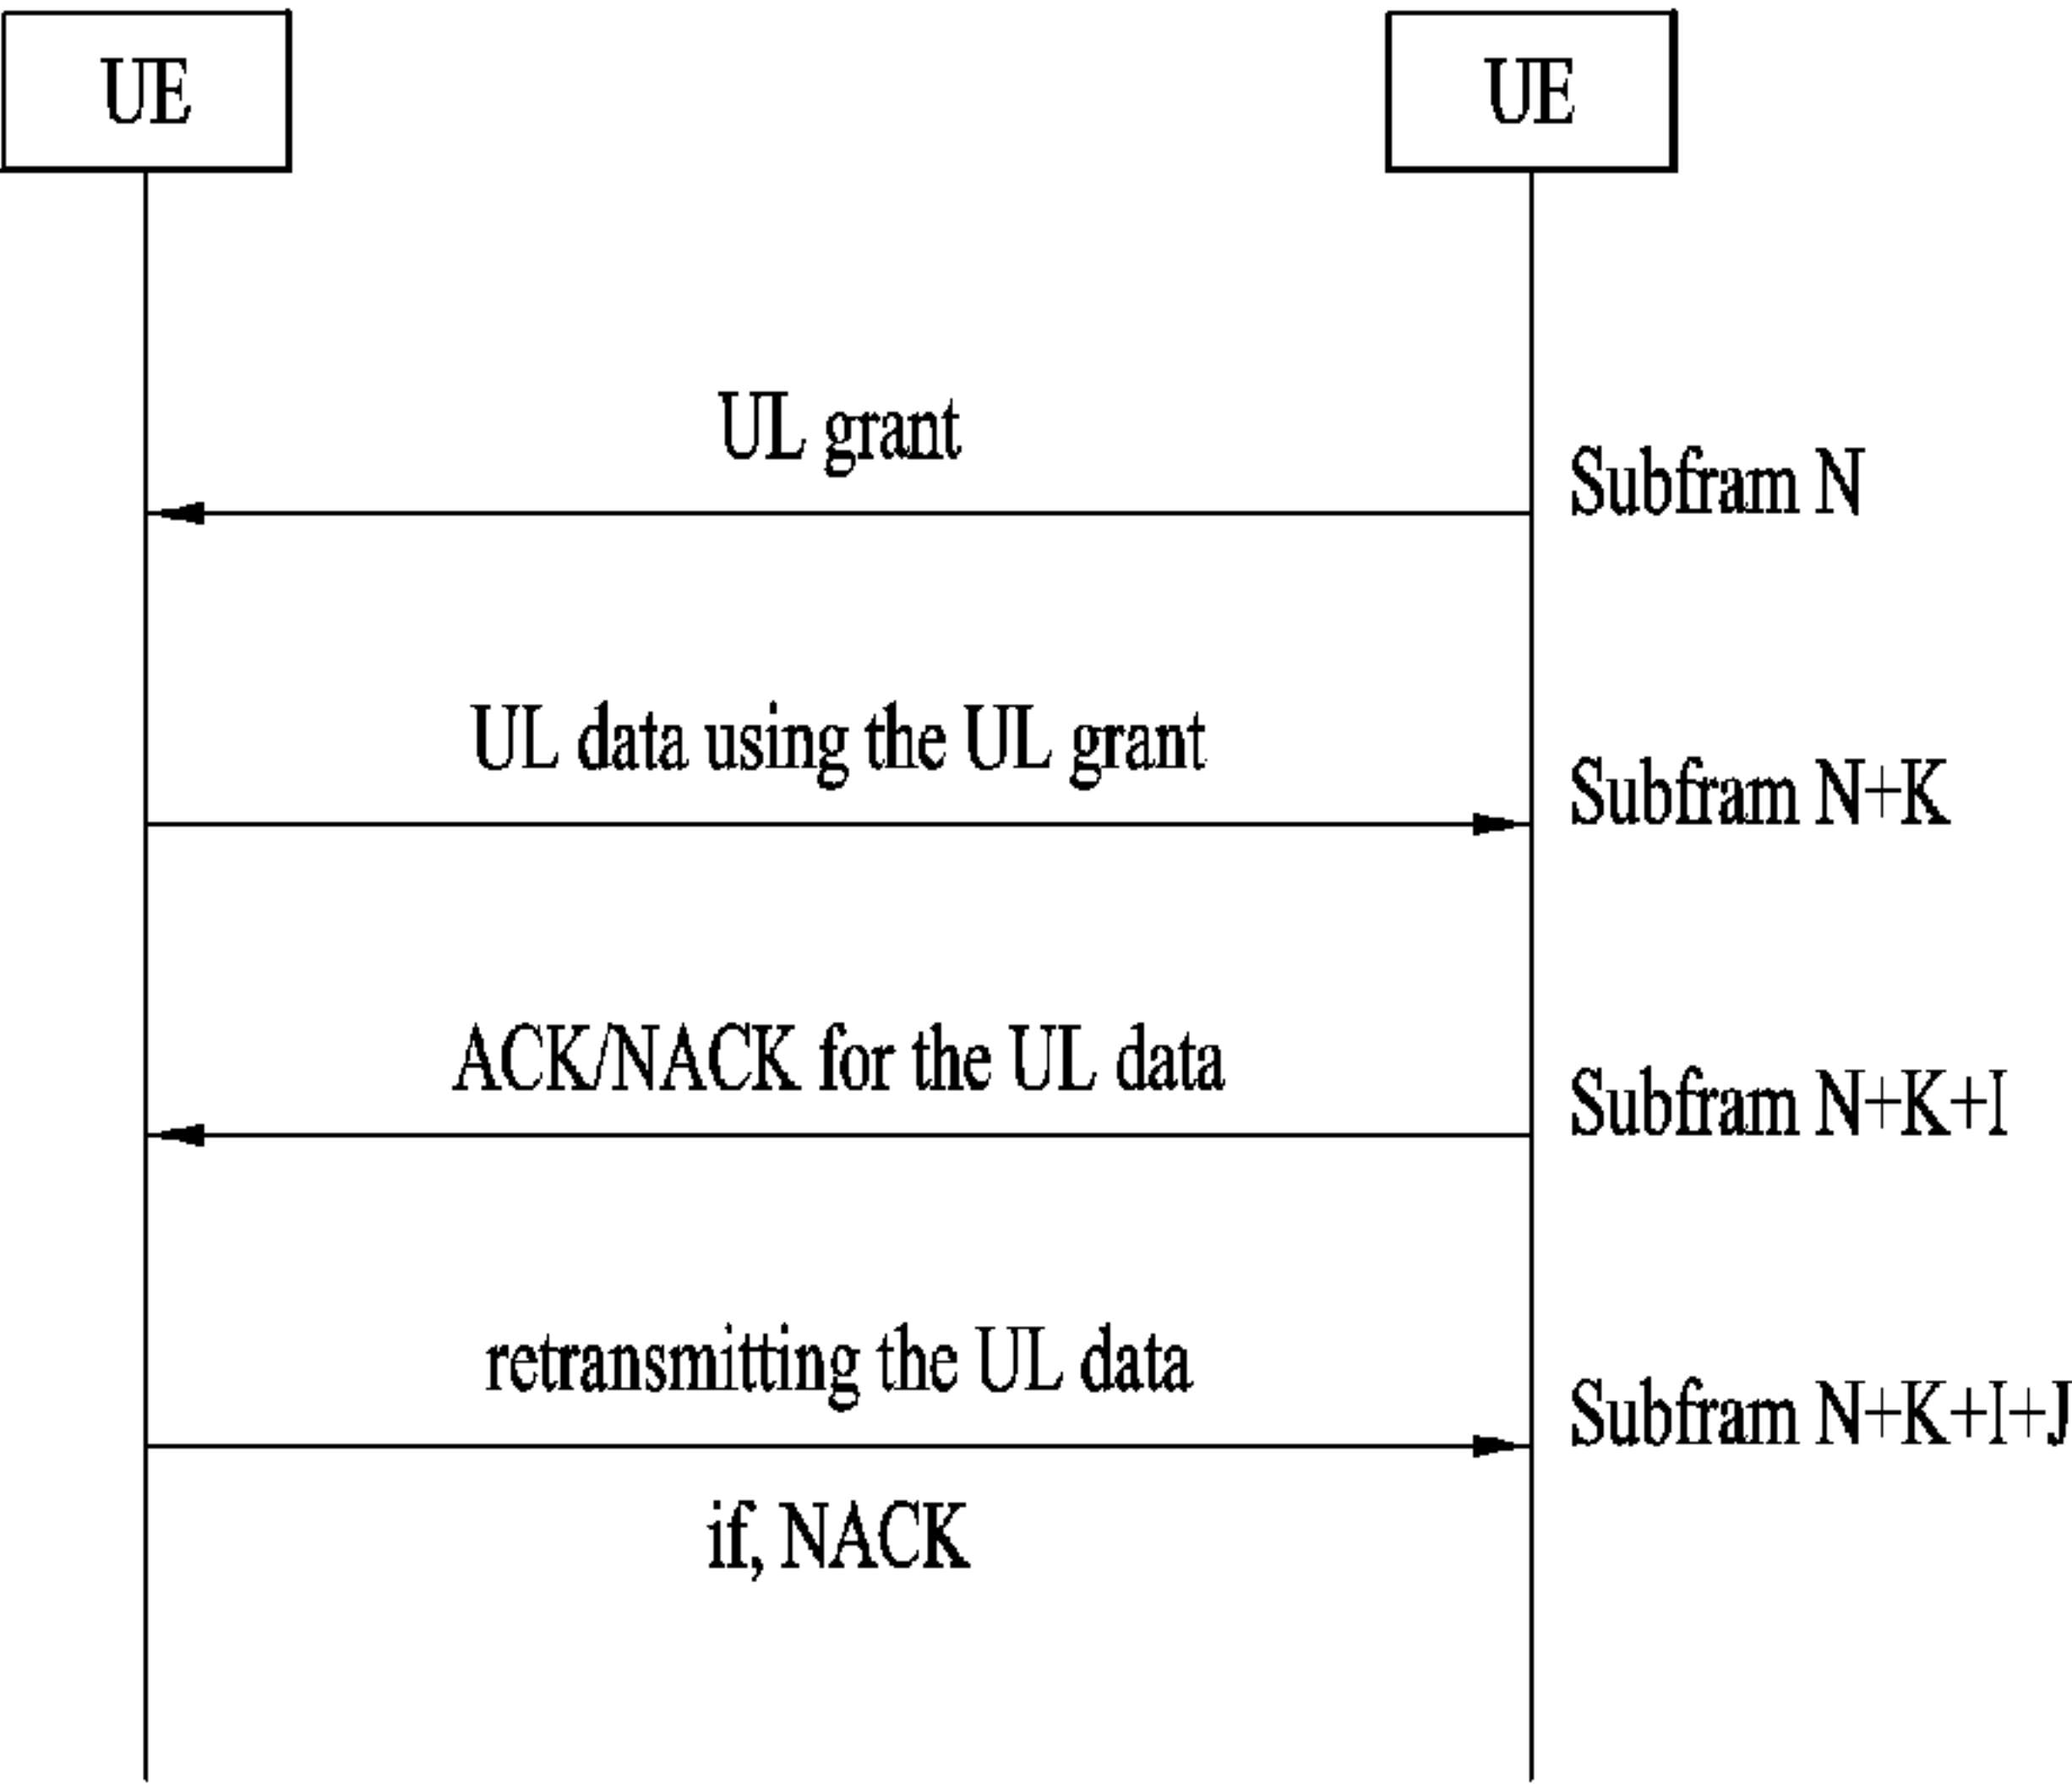 UE
UE
UL grant
Subfram N
UL data using the UL grant
Subfram N+K
ACK/NACK for the UL data
Subfram N+K+I
retransmitting the UL data
Subfram N+K+I+J
if, NACK